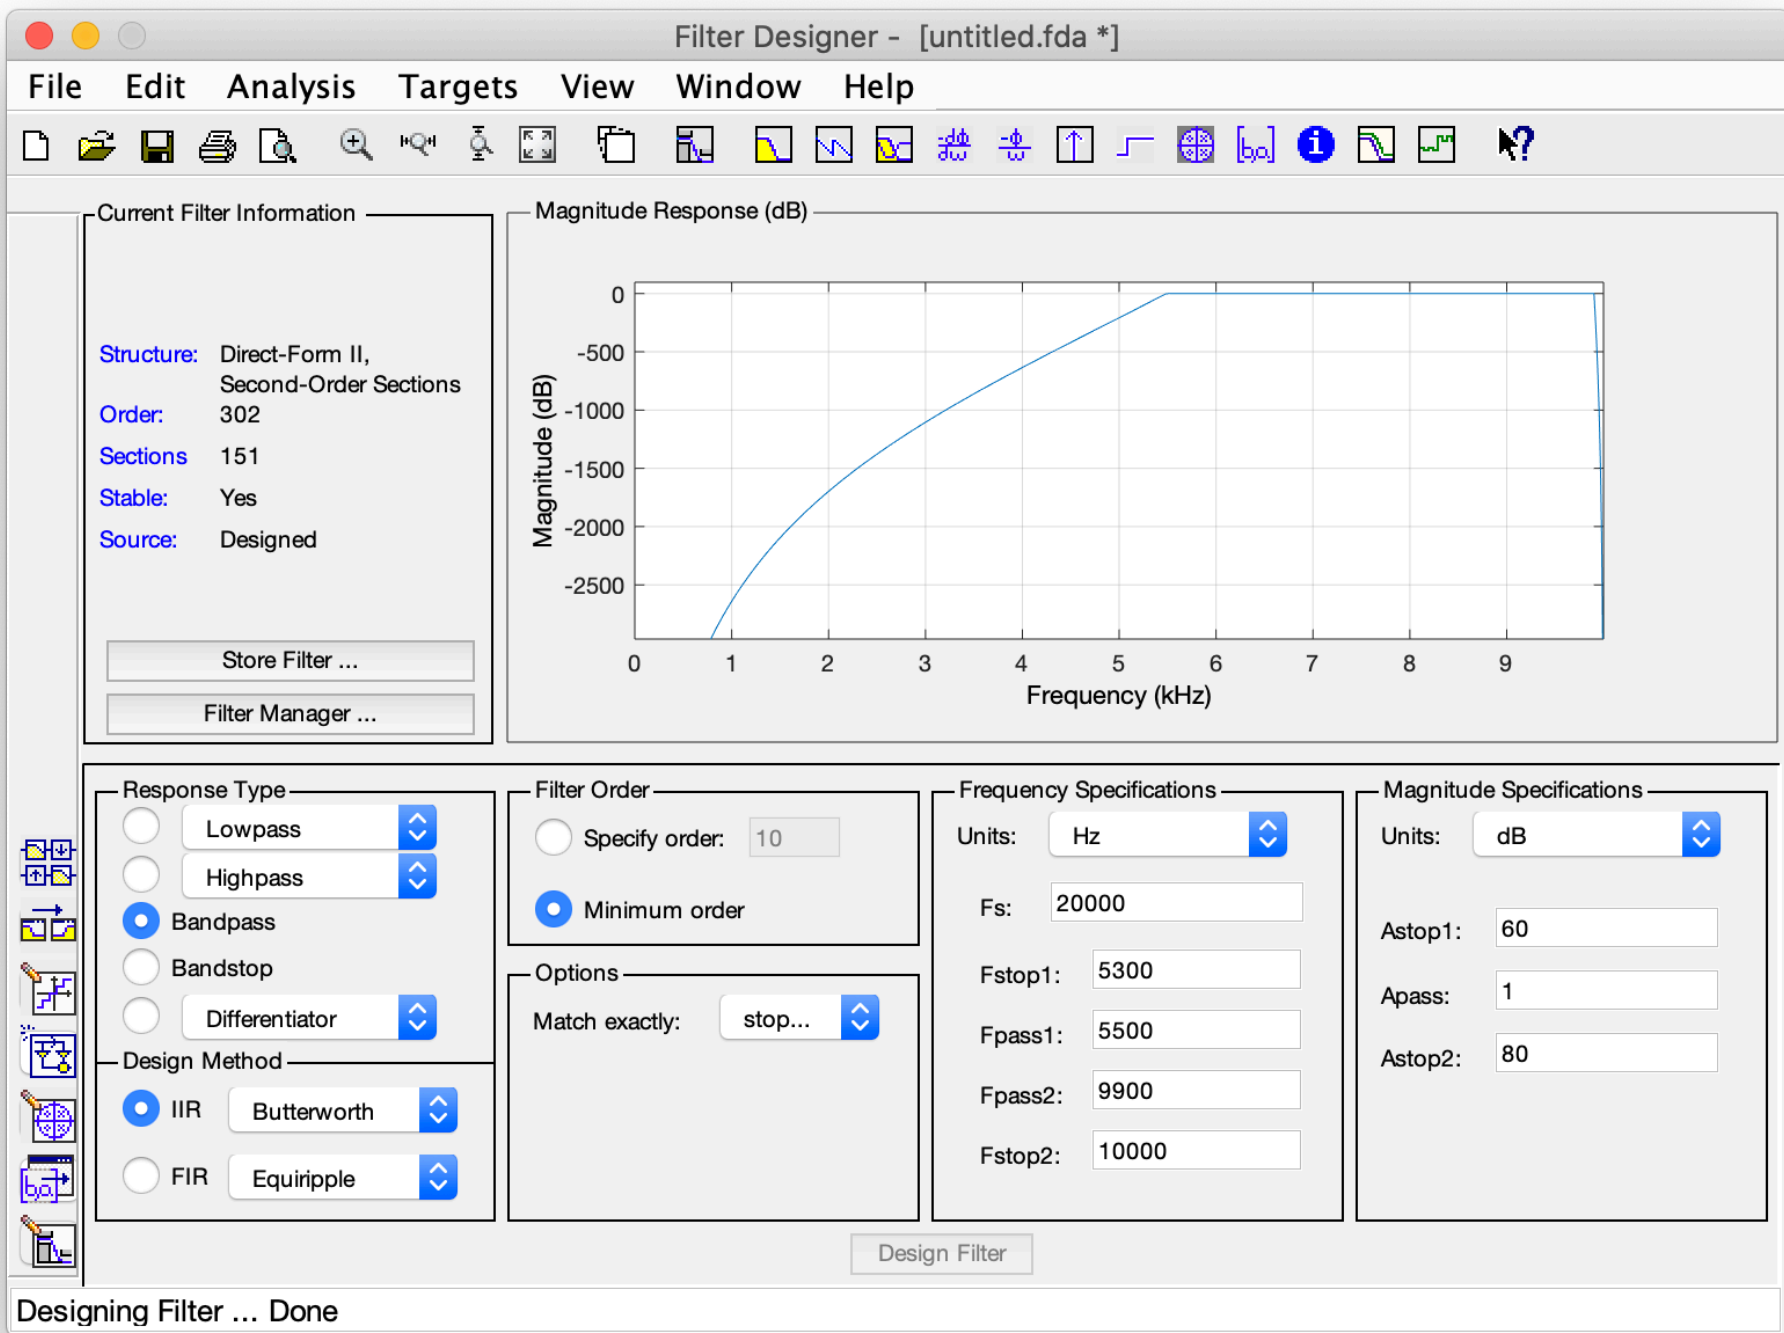 Filter Designer - [untitled.fda *]
File Edit Analysis Targets View Window Help
Current Filter Information
Structure: Direct-Form II,
Second-Order Sections
Order: 302
Sections 151
Stable: Yes
Source: Designed
Store Filter ...
Filter Manager ...
Magnitude Response (dB)
0
-500
-1000
-1500
-2000
-2500
Magnitude (dB)
0 1 2 3 4 5 6 7 8 9
Frequency (kHz)
Response Type
Lowpass
Highpass
Bandpass
Bandstop
Differentiator
Design Method
IIR Butterworth
FIR Equiripple
Filter Order
Specify order: 10
Minimum order
Options
Match exactly: stop...
Frequency Specifications
Units: Hz
Fs: 20000
Fstop1: 5300
Fpass1: 5500
Fpass2: 9900
Fstop2: 10000
Magnitude Specifications
Units: dB
Astop1: 60
Apass: 1
Astop2: 80
Design Filter
Designing Filter ... Done